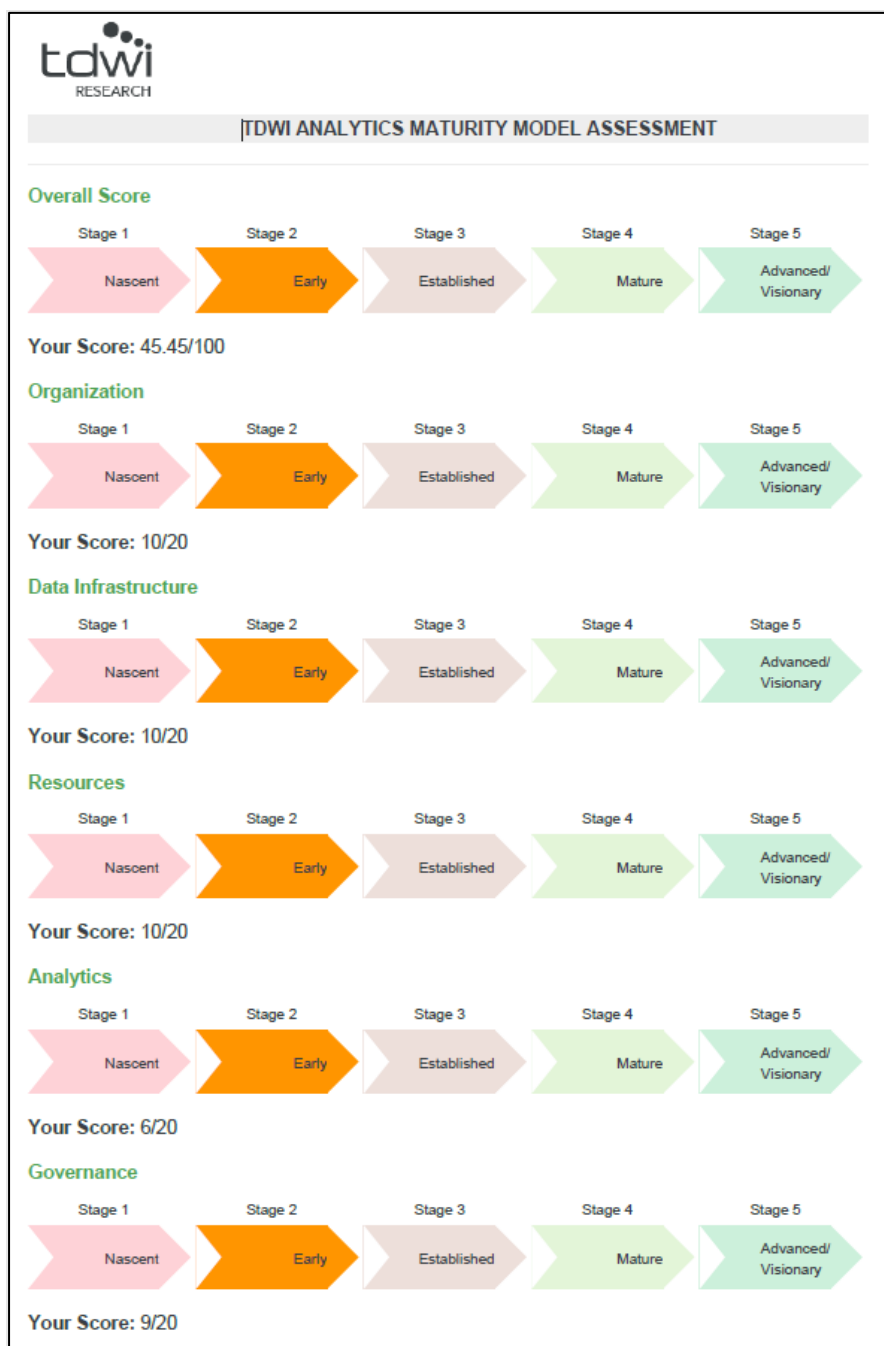 tdwi
RESEARCH
TDWI ANALYTICS MATURITY MODEL ASSESSMENT
Overall Score
Stage 1 Stage 2 Stage 3 Stage 4 Stage 5
Nascent Early Established Mature Advanced/
Visionary
Your Score: 45.45/100
Organization
Stage 1 Stage 2 Stage 3 Stage 4 Stage 5
Nascent Early Established Mature Advanced/
Visionary
Your Score: 10/20
Data Infrastructure
Stage 1 Stage 2 Stage 3 Stage 4 Stage 5
Nascent Early Established Mature Advanced/
Visionary
Your Score: 10/20
Resources
Stage 1 Stage 2 Stage 3 Stage 4 Stage 5
Nascent Early Established Mature Advanced/
Visionary
Your Score: 10/20
Analytics
Stage 1 Stage 2 Stage 3 Stage 4 Stage 5
Nascent Early Established Mature Advanced/
Visionary
Your Score: 6/20
Governance
Stage 1 Stage 2 Stage 3 Stage 4 Stage 5
Nascent Early Established Mature Advanced/
Visionary
Your Score: 9/20